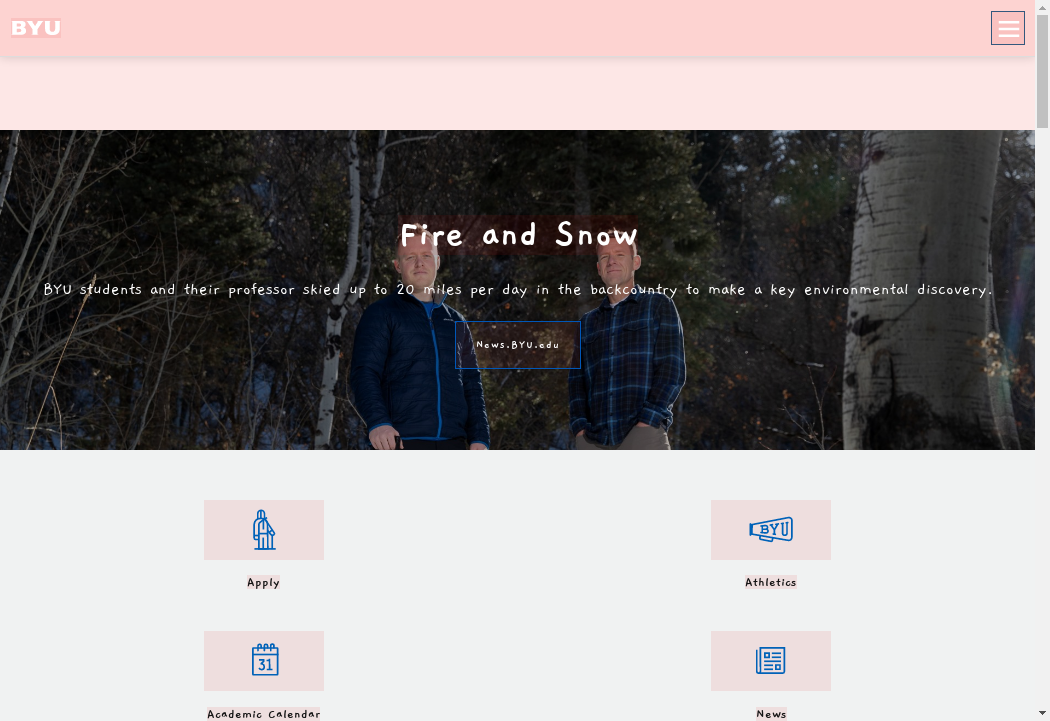 BYU
Fire and Snow
BYU students and their professor skied up to 20 miles per day in the backcountry to make a key environmental discovery.
News.BYU.edu
BYU
Apply
Athletics
31
Academic Calendar
News